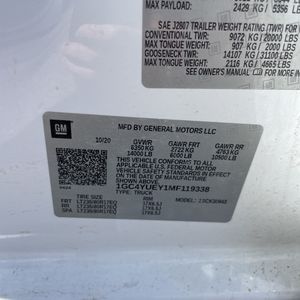 MAX PAYLOAD: 2429 KG / 5356 LBS
SAE J2807 TRAILER WEIGHT RATING (TWR)
CONVENTIONAL TWR: 9072 KG / 20000 LBS
MAX TONGUE WEIGHT: 907 KG / 2000 LBS
GOOSENECK TWR: 14107 KG / 31100 LBS
MAX TONGUE WEIGHT: 2116 KG / 4665 LBS
SEE OWNER'S MANUAL
GM
MFD BY GENERAL MOTORS LLC
10/20
GVWR GAWR FRT GAWR RR
6350 KG 2722 KG 4763 KG
14000 LB 6000 LB 10500 LB
THIS VEHICLE CONFORMS TO ALL APPLICABLE U.S. FEDERAL MOTOR VEHICLE SAFETY STANDARDS IN EFFECT ON THE DATE OF MANUFACTURE SHOWN ABOVE.
1GC4YUEY1MF119338
TYPE: TRUCK
TIRE SIZE RIM
FRT LT235/80R17E
RR LT235/80R17E
SPA LT235/80R17E